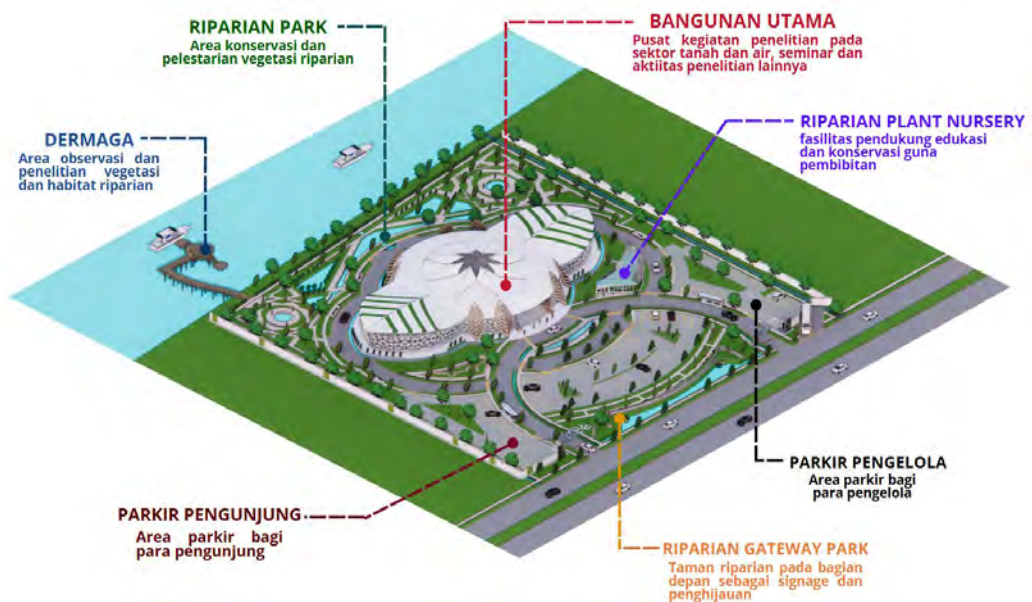 RIPARIAN PARK
Area konservasi dan
pelestarian vegetasi riparian
BANGUNAN UTAMA
Pusat kegiatan penelitian pada
sektor tanah dan air, seminar dan
aktiitas penelitian lainnya
DERMAGA
Area observasi dan
penelitian vegetasi
dan habitat riparian
RIPARIAN PLANT NURSERY
fasilitas pendukung edukasi
dan konservasi guna
pembibitan
PARKIR PENGELOLA
Area parkir bagi
para pengelola
PARKIR PENGUNJUNG
Area parkir bagi
para pengunjung
RIPARIAN GATEWAY PARK
Taman riparian pada bagian
depan sebagai signage dan
penghijauan